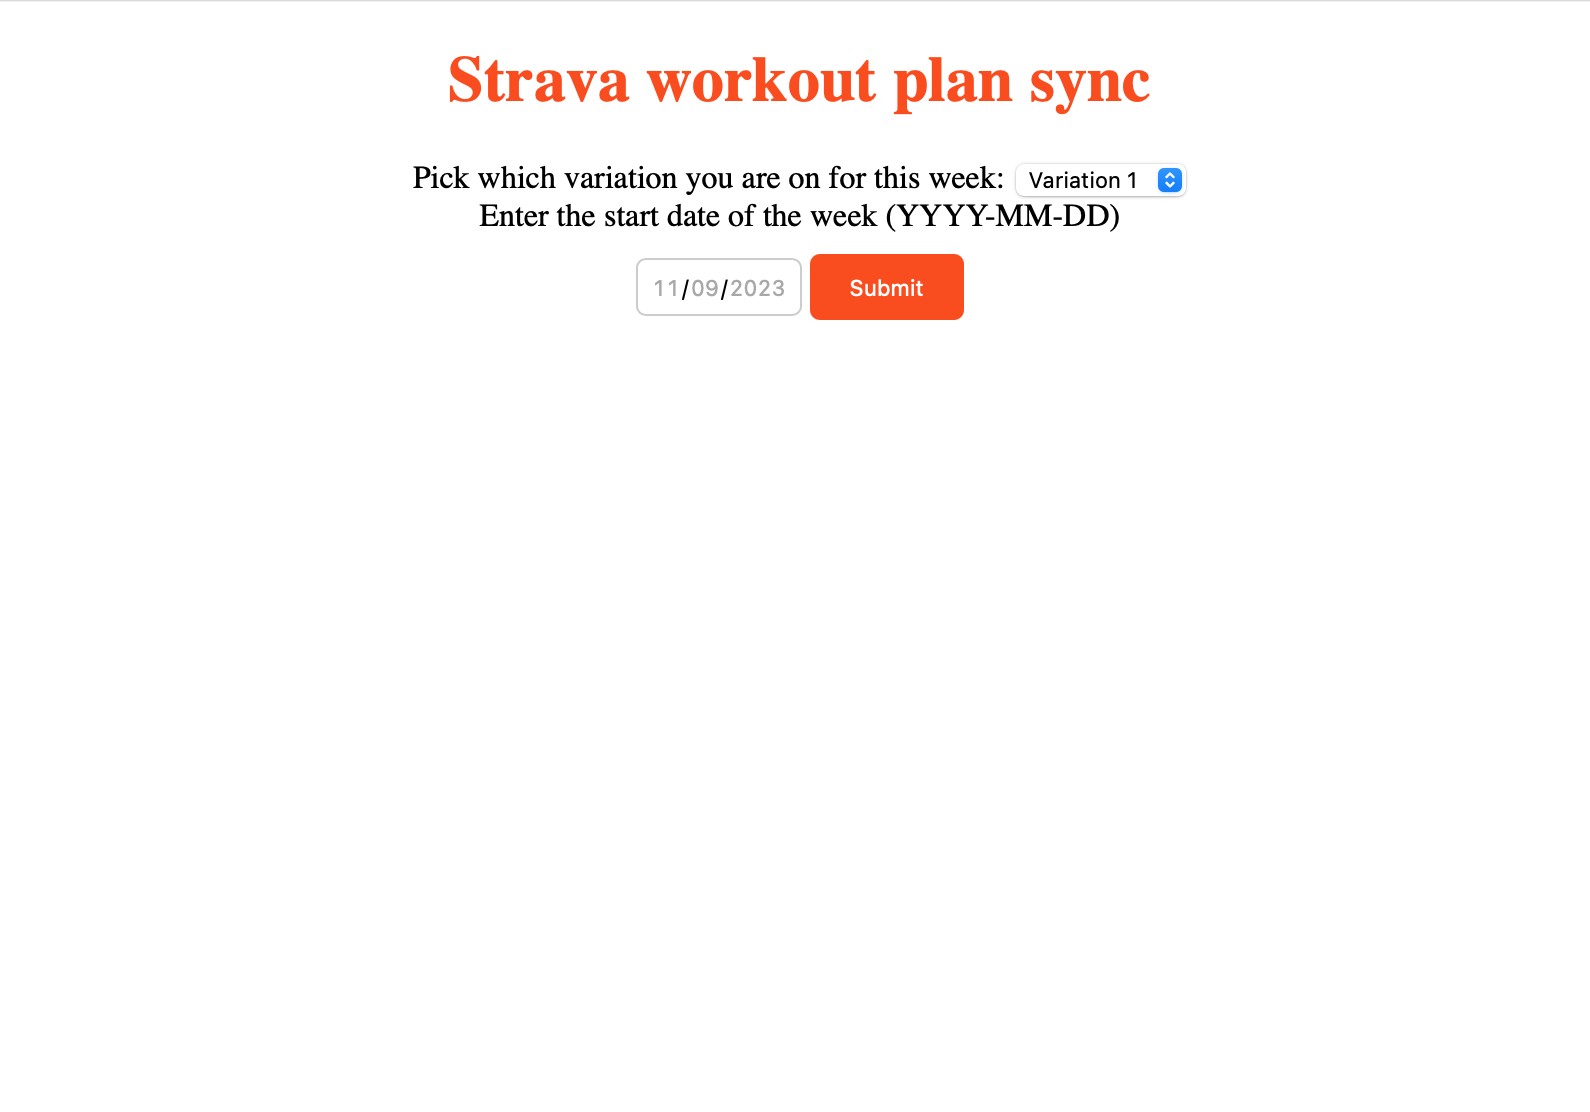 Strava workout plan sync
Pick which variation you are on for this week: Variation 1
Enter the start date of the week (YYYY-MM-DD)
11/09/2023 Submit